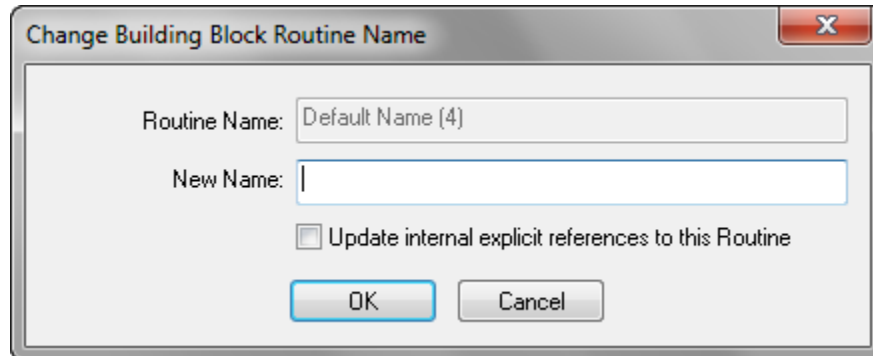 Change Building Block Routine Name
Routine Name: Default Name (4)
New Name:
Update internal explicit references to this Routine
OK Cancel